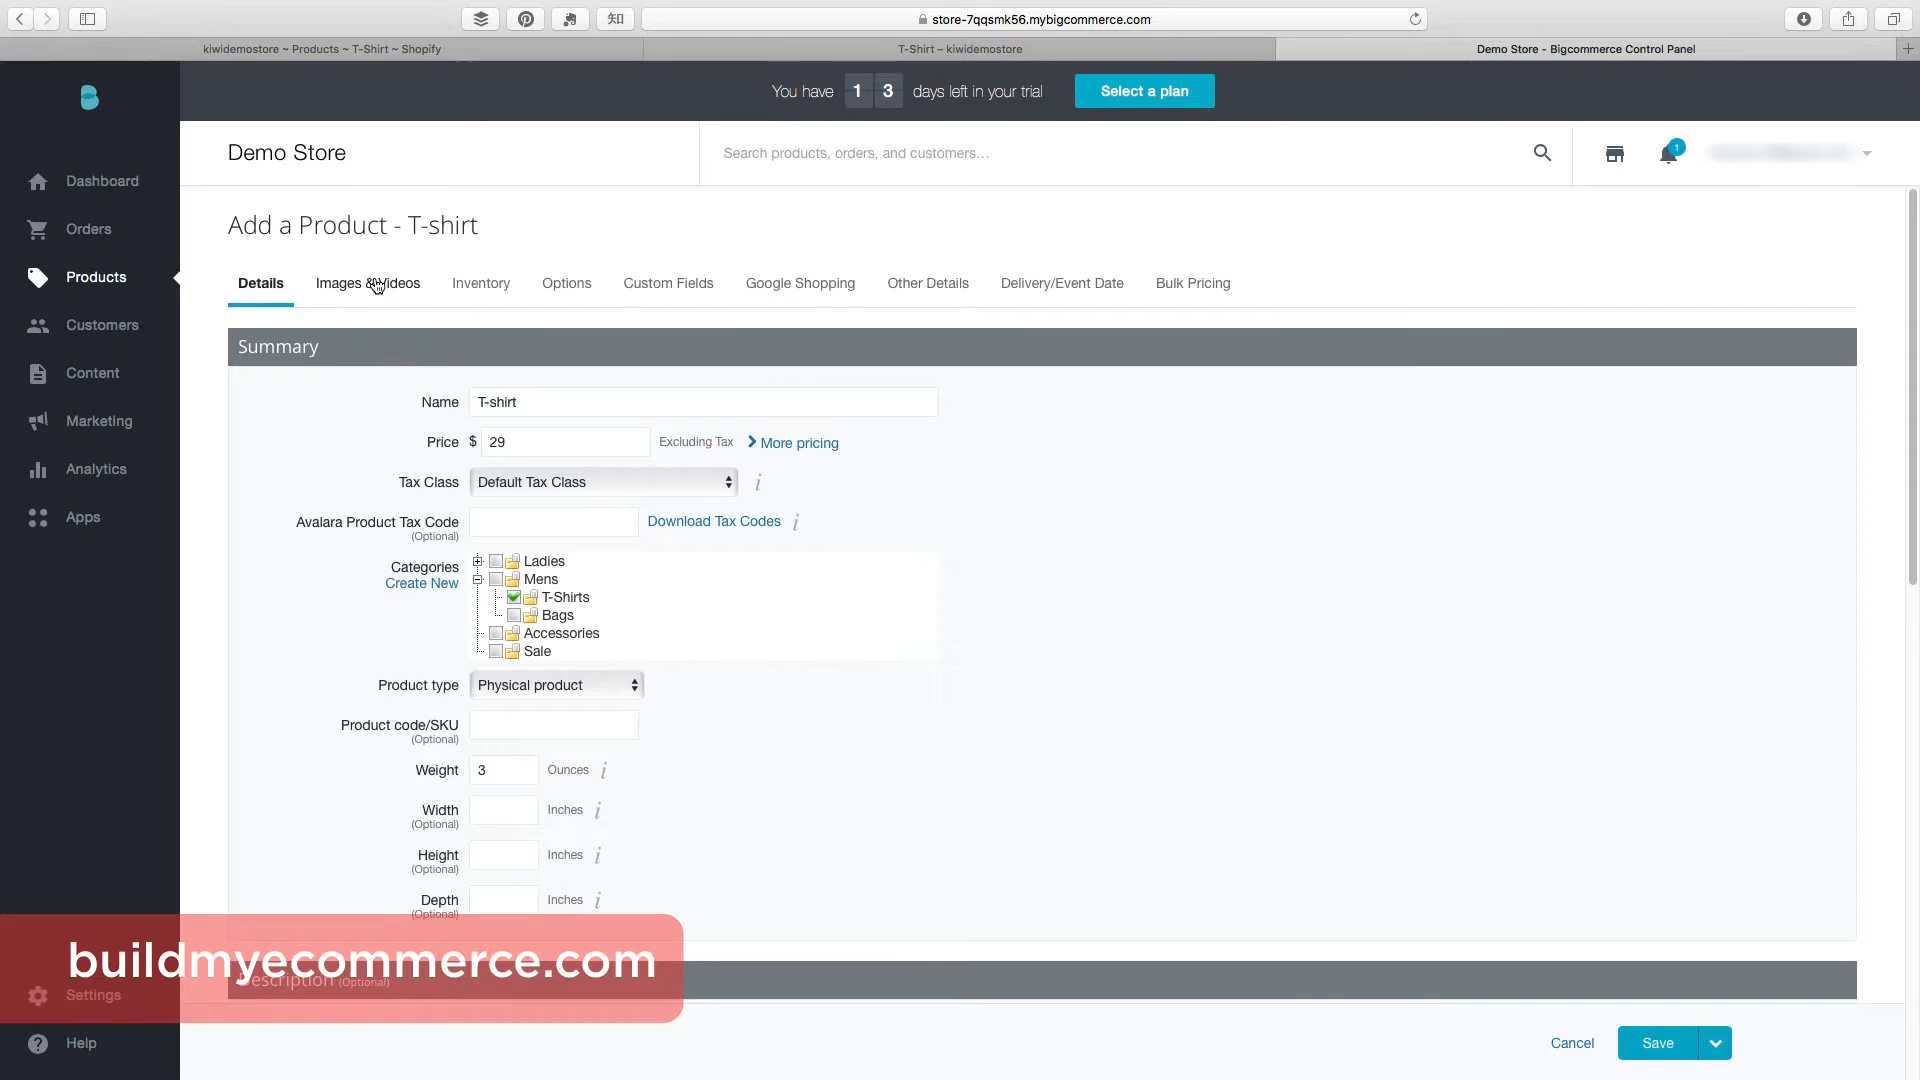 知
store-7qqsmk56.mybigcommerce.com
kiwidemostore ~ Products ~ T-Shirt ~ Shopify
T-Shirt – kiwidemostore
Demo Store - Bigcommerce Control Panel
You have 1 3 days left in your trial
Select a plan
Demo Store
Search products, orders, and customers…
1
Dashboard
Orders
Products
Customers
Content
Marketing
Analytics
Apps
Settings
Help
Add a Product - T-shirt
Details
Images & Videos
Inventory
Options
Custom Fields
Google Shopping
Other Details
Delivery/Event Date
Bulk Pricing
Summary
Name T-shirt
Price $ 29 Excluding Tax More pricing
Tax Class Default Tax Class i
Avalara Product Tax Code Download Tax Codes i
(Optional)
Categories
Create New
Ladies
Mens
T-Shirts
Bags
Accessories
Sale
Product type Physical product
Product code/SKU
(Optional)
Weight 3 Ounces i
Width Inches i
(Optional)
Height Inches i
(Optional)
Depth Inches i
(Optional)
buildmyecommerce.com
Description (Optional)
Cancel
Save